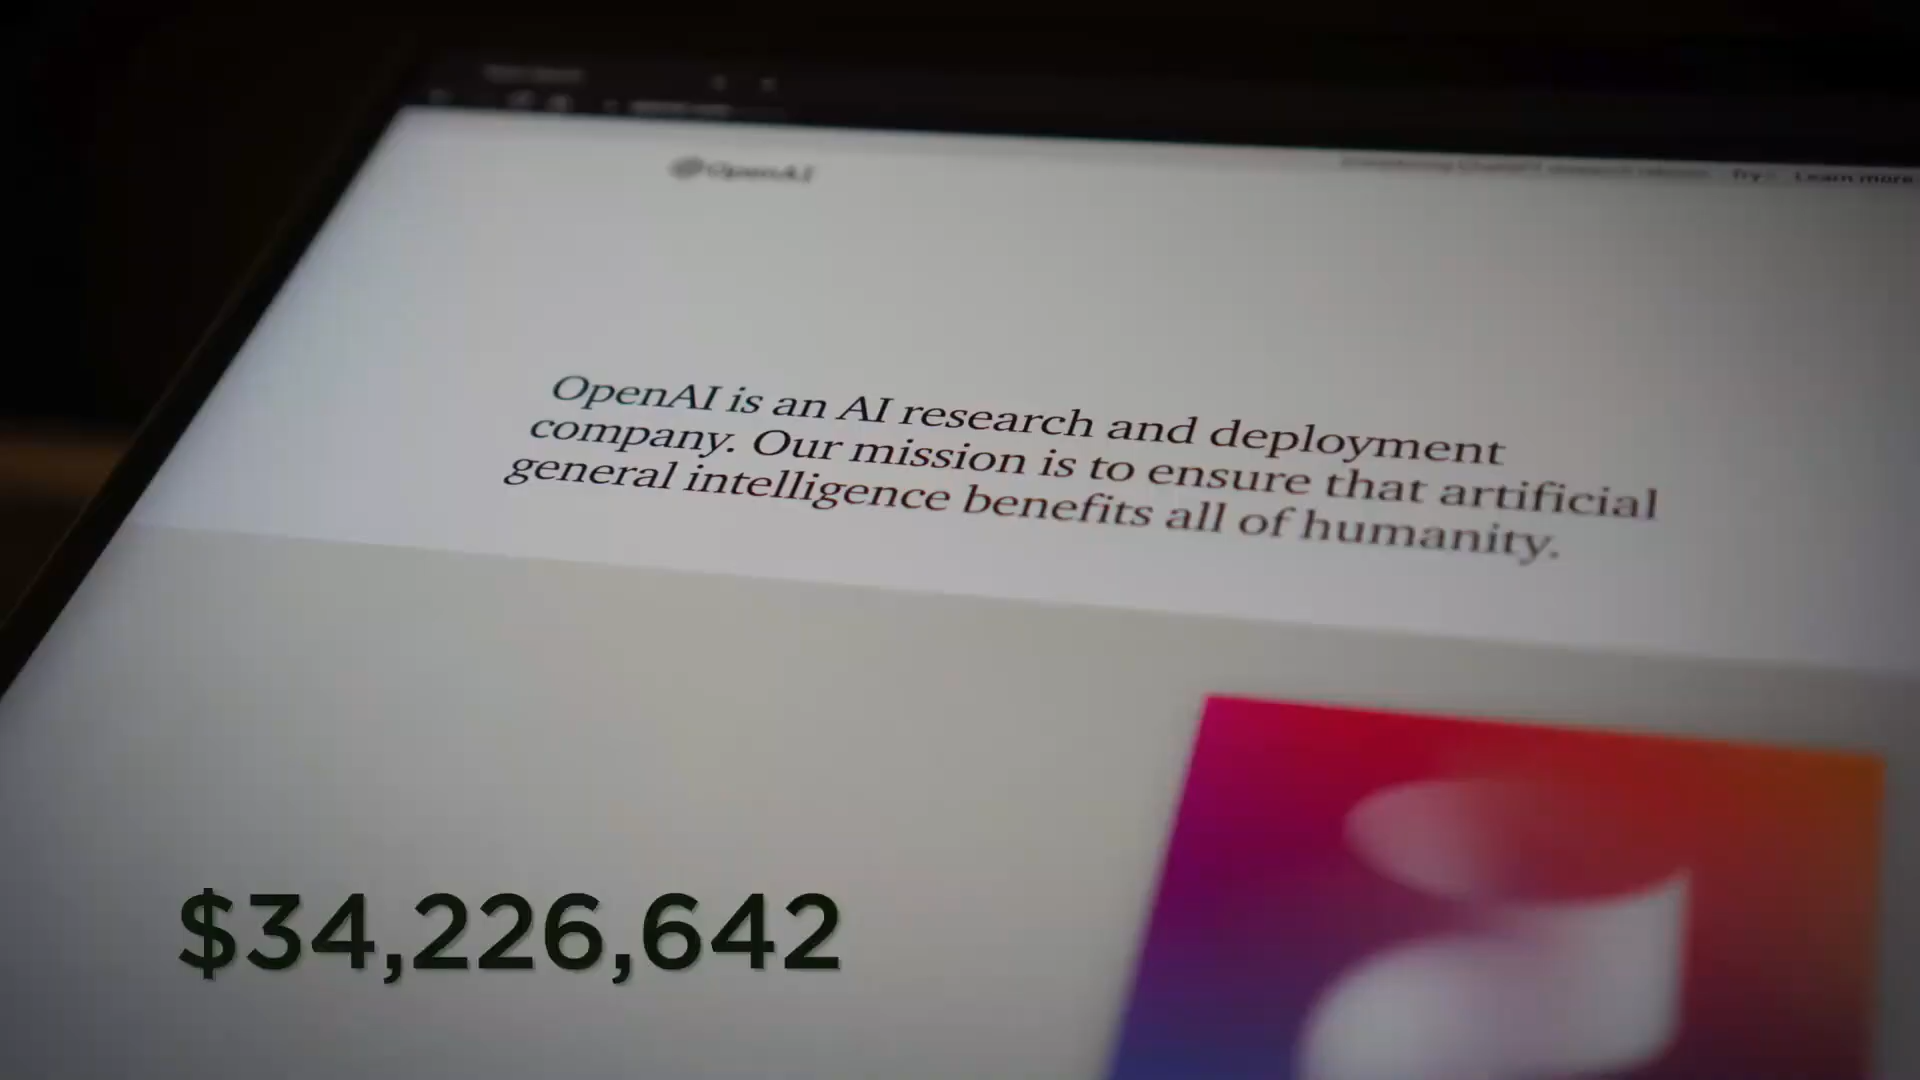 OpenAI
Try
Learn more
OpenAI is an AI research and deployment
company. Our mission is to ensure that artificial
general intelligence benefits all of humanity.
$34,226,642